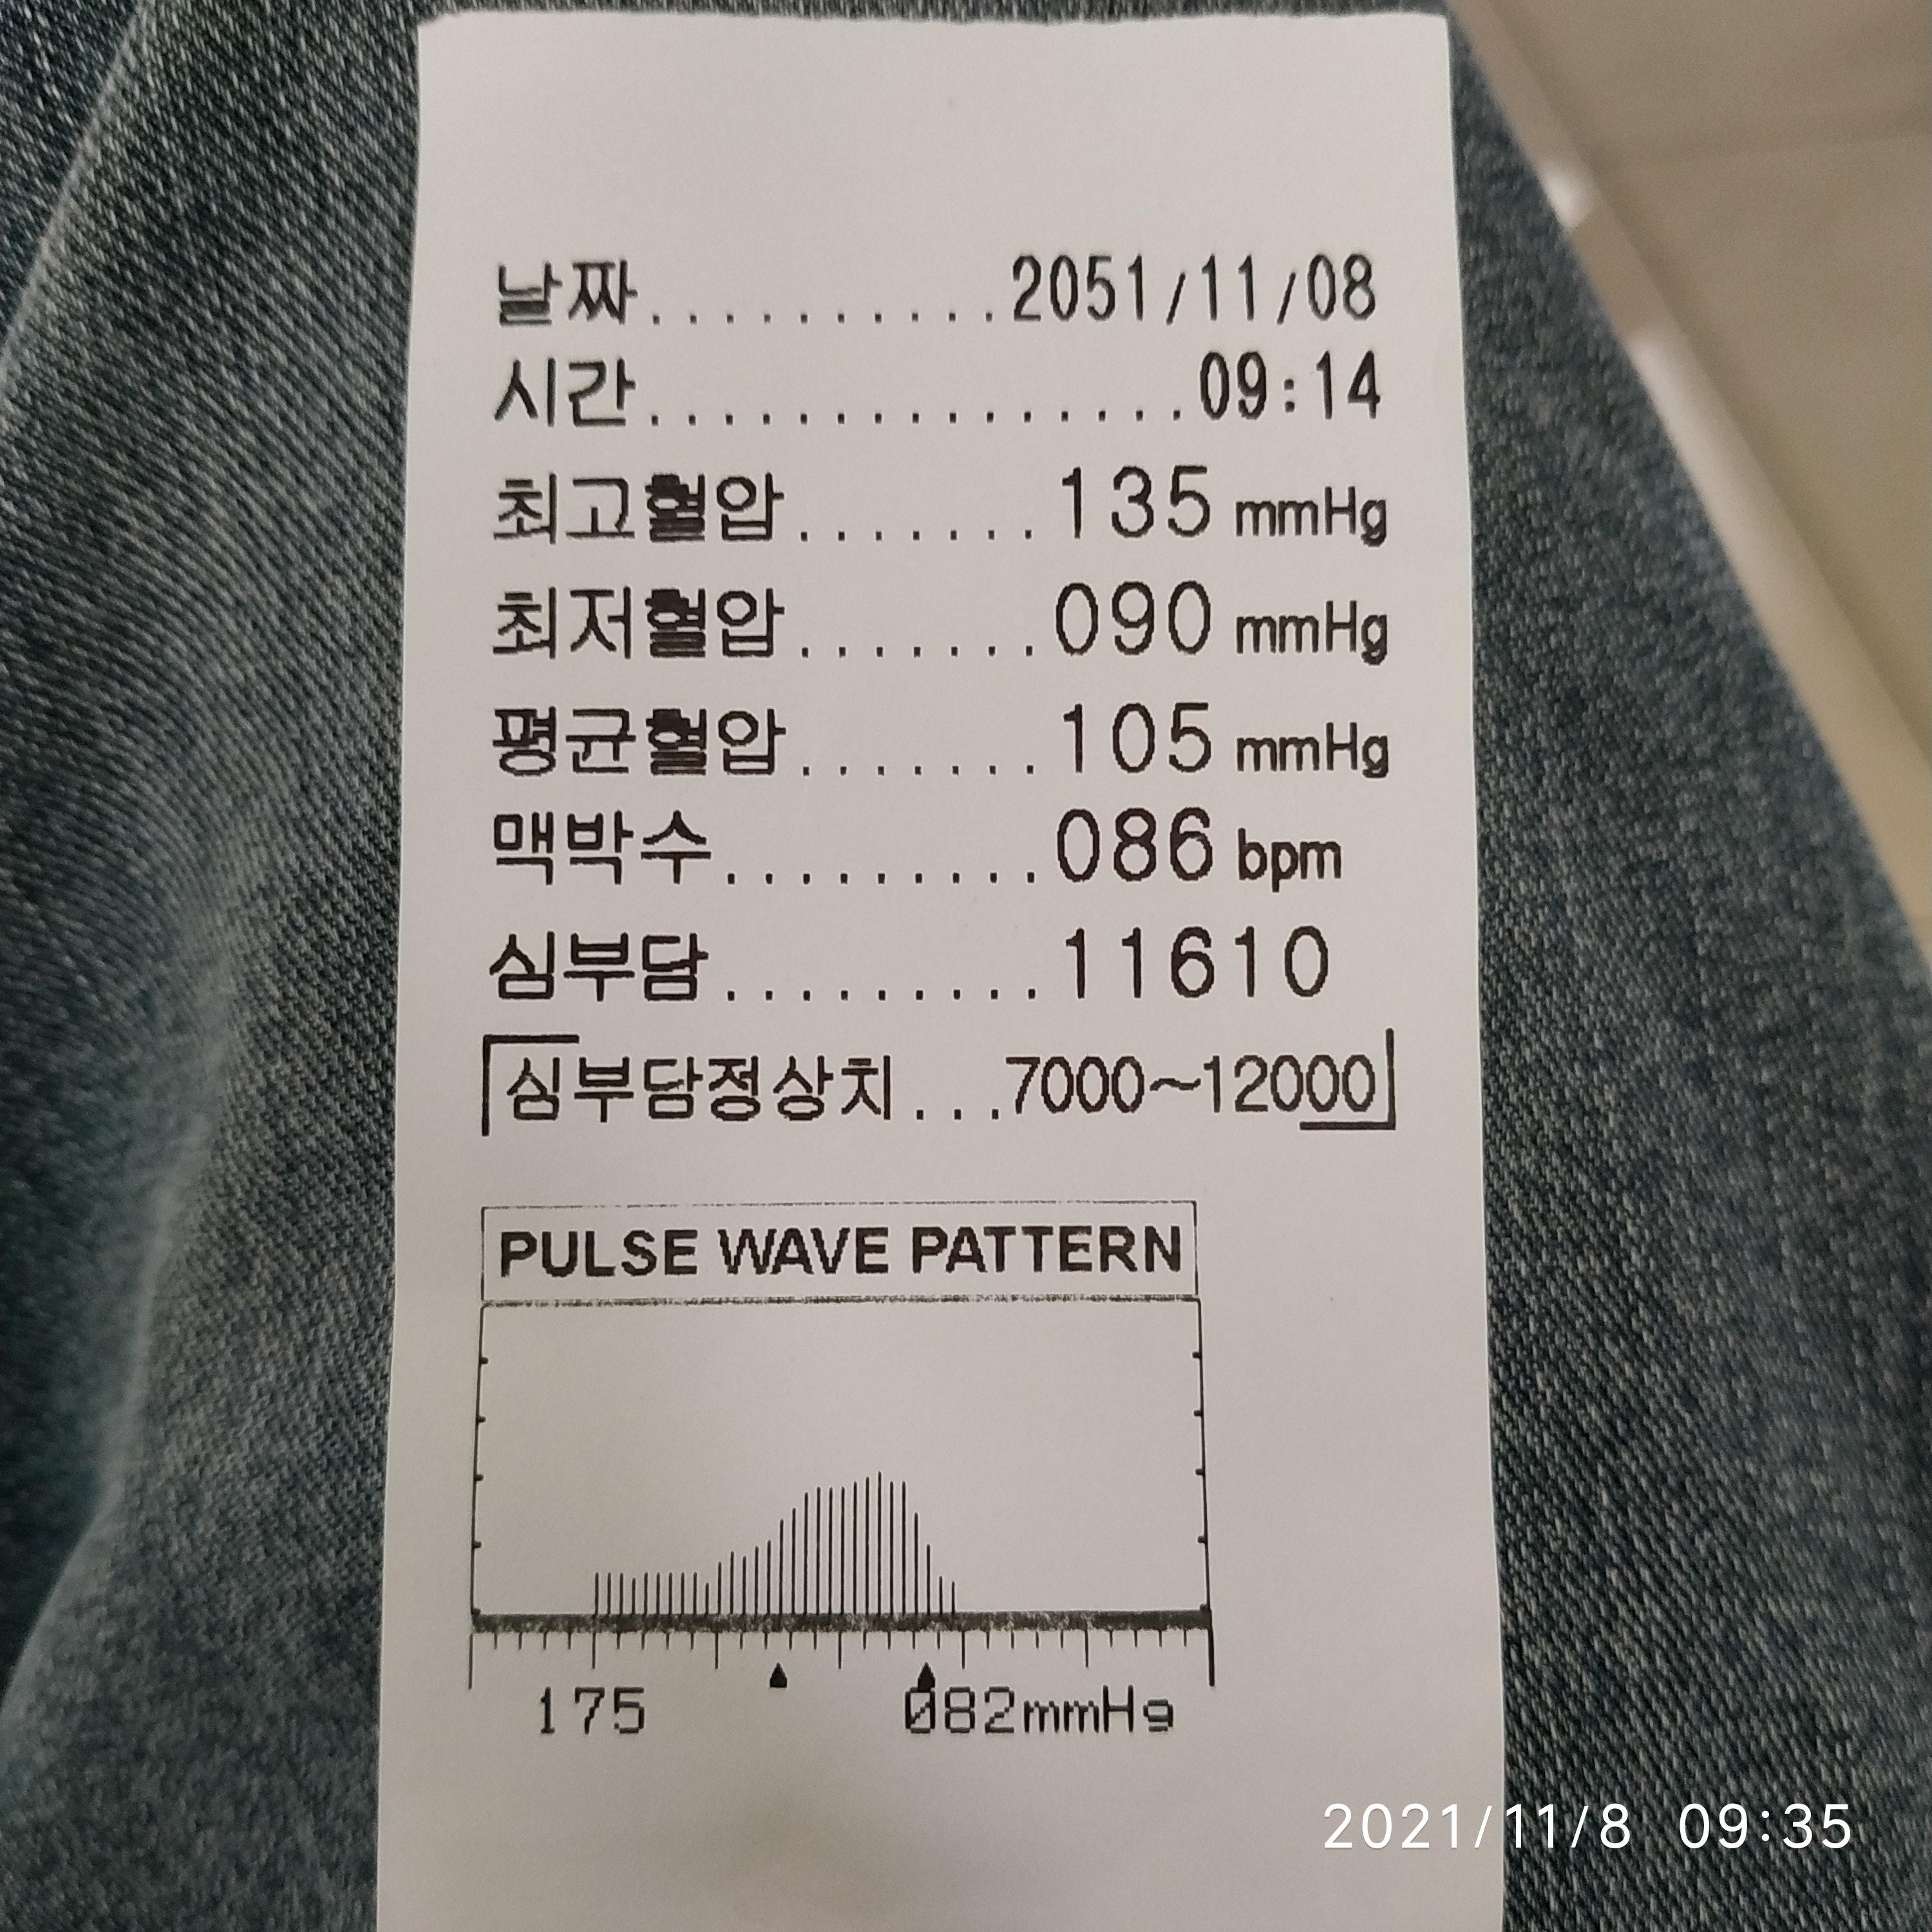 날짜...........2051/11/08
시간..................09:14
최고혈압.......135 mmHg
최저혈압.......090 mmHg
평균혈압.......105 mmHg
맥박수.........086 bpm
심부담.........11610
심부담정상치...7000~12000
PULSE WAVE PATTERN
175 082mmHg
2021/11/8 09:35